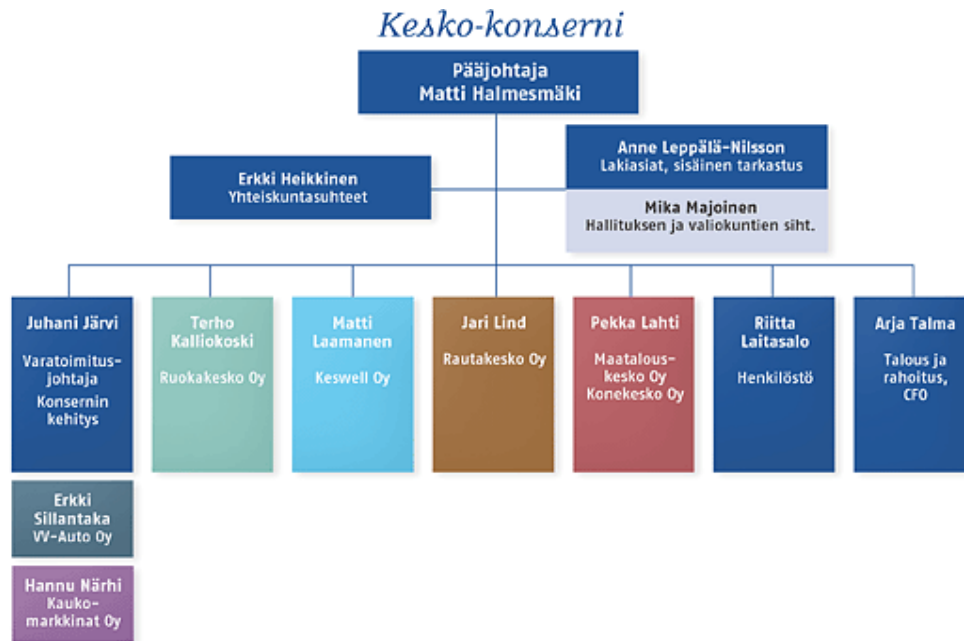 Kesko-konserni
Pääjohtaja
Matti Halmesmäki
Anne Leppälä-Nilsson
Lakiasiat, sisäinen tarkastus
Erkki Heikkinen
Yhteiskuntasuhteet
Mika Majoinen
Hallituksen ja valiokuntien siht.
Juhani Järvi
Varatoimitus-
johtaja
Konsernin
kehitys
Terho
Kalliokoski
Ruokakesko Oy
Matti
Laamanen
Keswell Oy
Jari Lind
Rautakesko Oy
Pekka Lahti
Maatalous-
kesko Oy
Konekesko Oy
Riitta
Laitasalo
Henkilöstö
Arja Talma
Talous ja
rahoitus,
CFO
Erkki
Sillantaka
VV-Auto Oy
Hannu Närhi
Kauko-
markkinat Oy